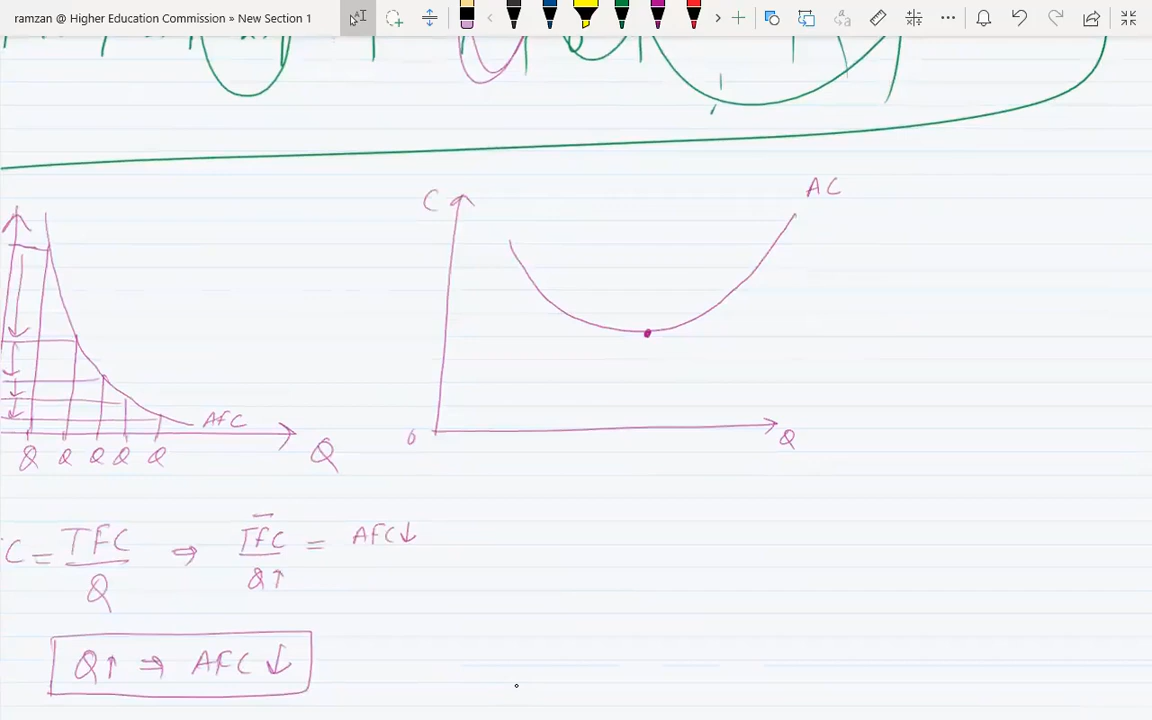 ramzan @ Higher Education Commission » New Section 1
C
AC
AFC
Q
Q Q Q Q Q
0
Q
C = TFC / Q ⇒ TFC / Q↑ = AFC↓
Q↑ ⇒ AFC ↓